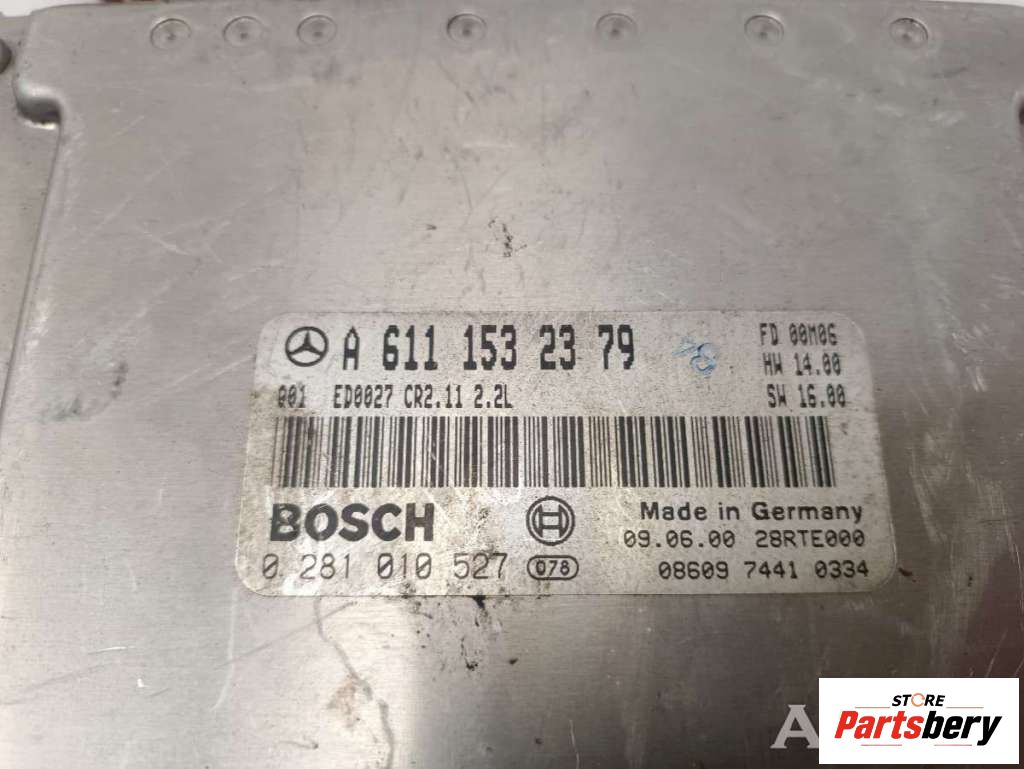 A 611 153 23 79
FD 00M06
HW 14.00
Q01 ED0027 CR2.11 2.2L
SW 16.00
BOSCH
Made in Germany
09.06.00 28RTE000
0 281 010 527 078
08609 7441 0334
A
STORE
Partsbery